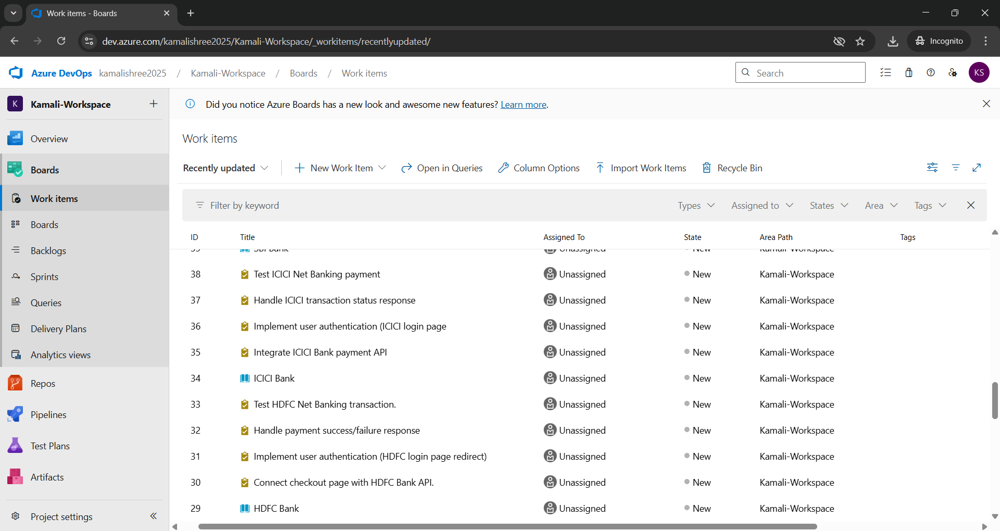 Work items - Boards
dev.azure.com/kamalishree2025/Kamali-Workspace/_workitems/recentlyupdated/
Incognito
Azure DevOps kamalishree2025 / Kamali-Workspace / Boards / Work items
Search
KS
K Kamali-Workspace
Did you notice Azure Boards has a new look and awesome new features? Learn more.
Overview
Boards
Work items
Boards
Backlogs
Sprints
Queries
Delivery Plans
Analytics views
Repos
Pipelines
Test Plans
Artifacts
Project settings
Work items
Recently updated New Work Item Open in Queries Column Options Import Work Items Recycle Bin
Filter by keyword Types Assigned to States Area Tags
ID Title Assigned To State Area Path Tags
39 SBI Bank Unassigned New Kamali-Workspace
38 Test ICICI Net Banking payment Unassigned New Kamali-Workspace
37 Handle ICICI transaction status response Unassigned New Kamali-Workspace
36 Implement user authentication (ICICI login page Unassigned New Kamali-Workspace
35 Integrate ICICI Bank payment API Unassigned New Kamali-Workspace
34 ICICI Bank Unassigned New Kamali-Workspace
33 Test HDFC Net Banking transaction. Unassigned New Kamali-Workspace
32 Handle payment success/failure response Unassigned New Kamali-Workspace
31 Implement user authentication (HDFC login page redirect) Unassigned New Kamali-Workspace
30 Connect checkout page with HDFC Bank API. Unassigned New Kamali-Workspace
29 HDFC Bank Unassigned New Kamali-Workspace